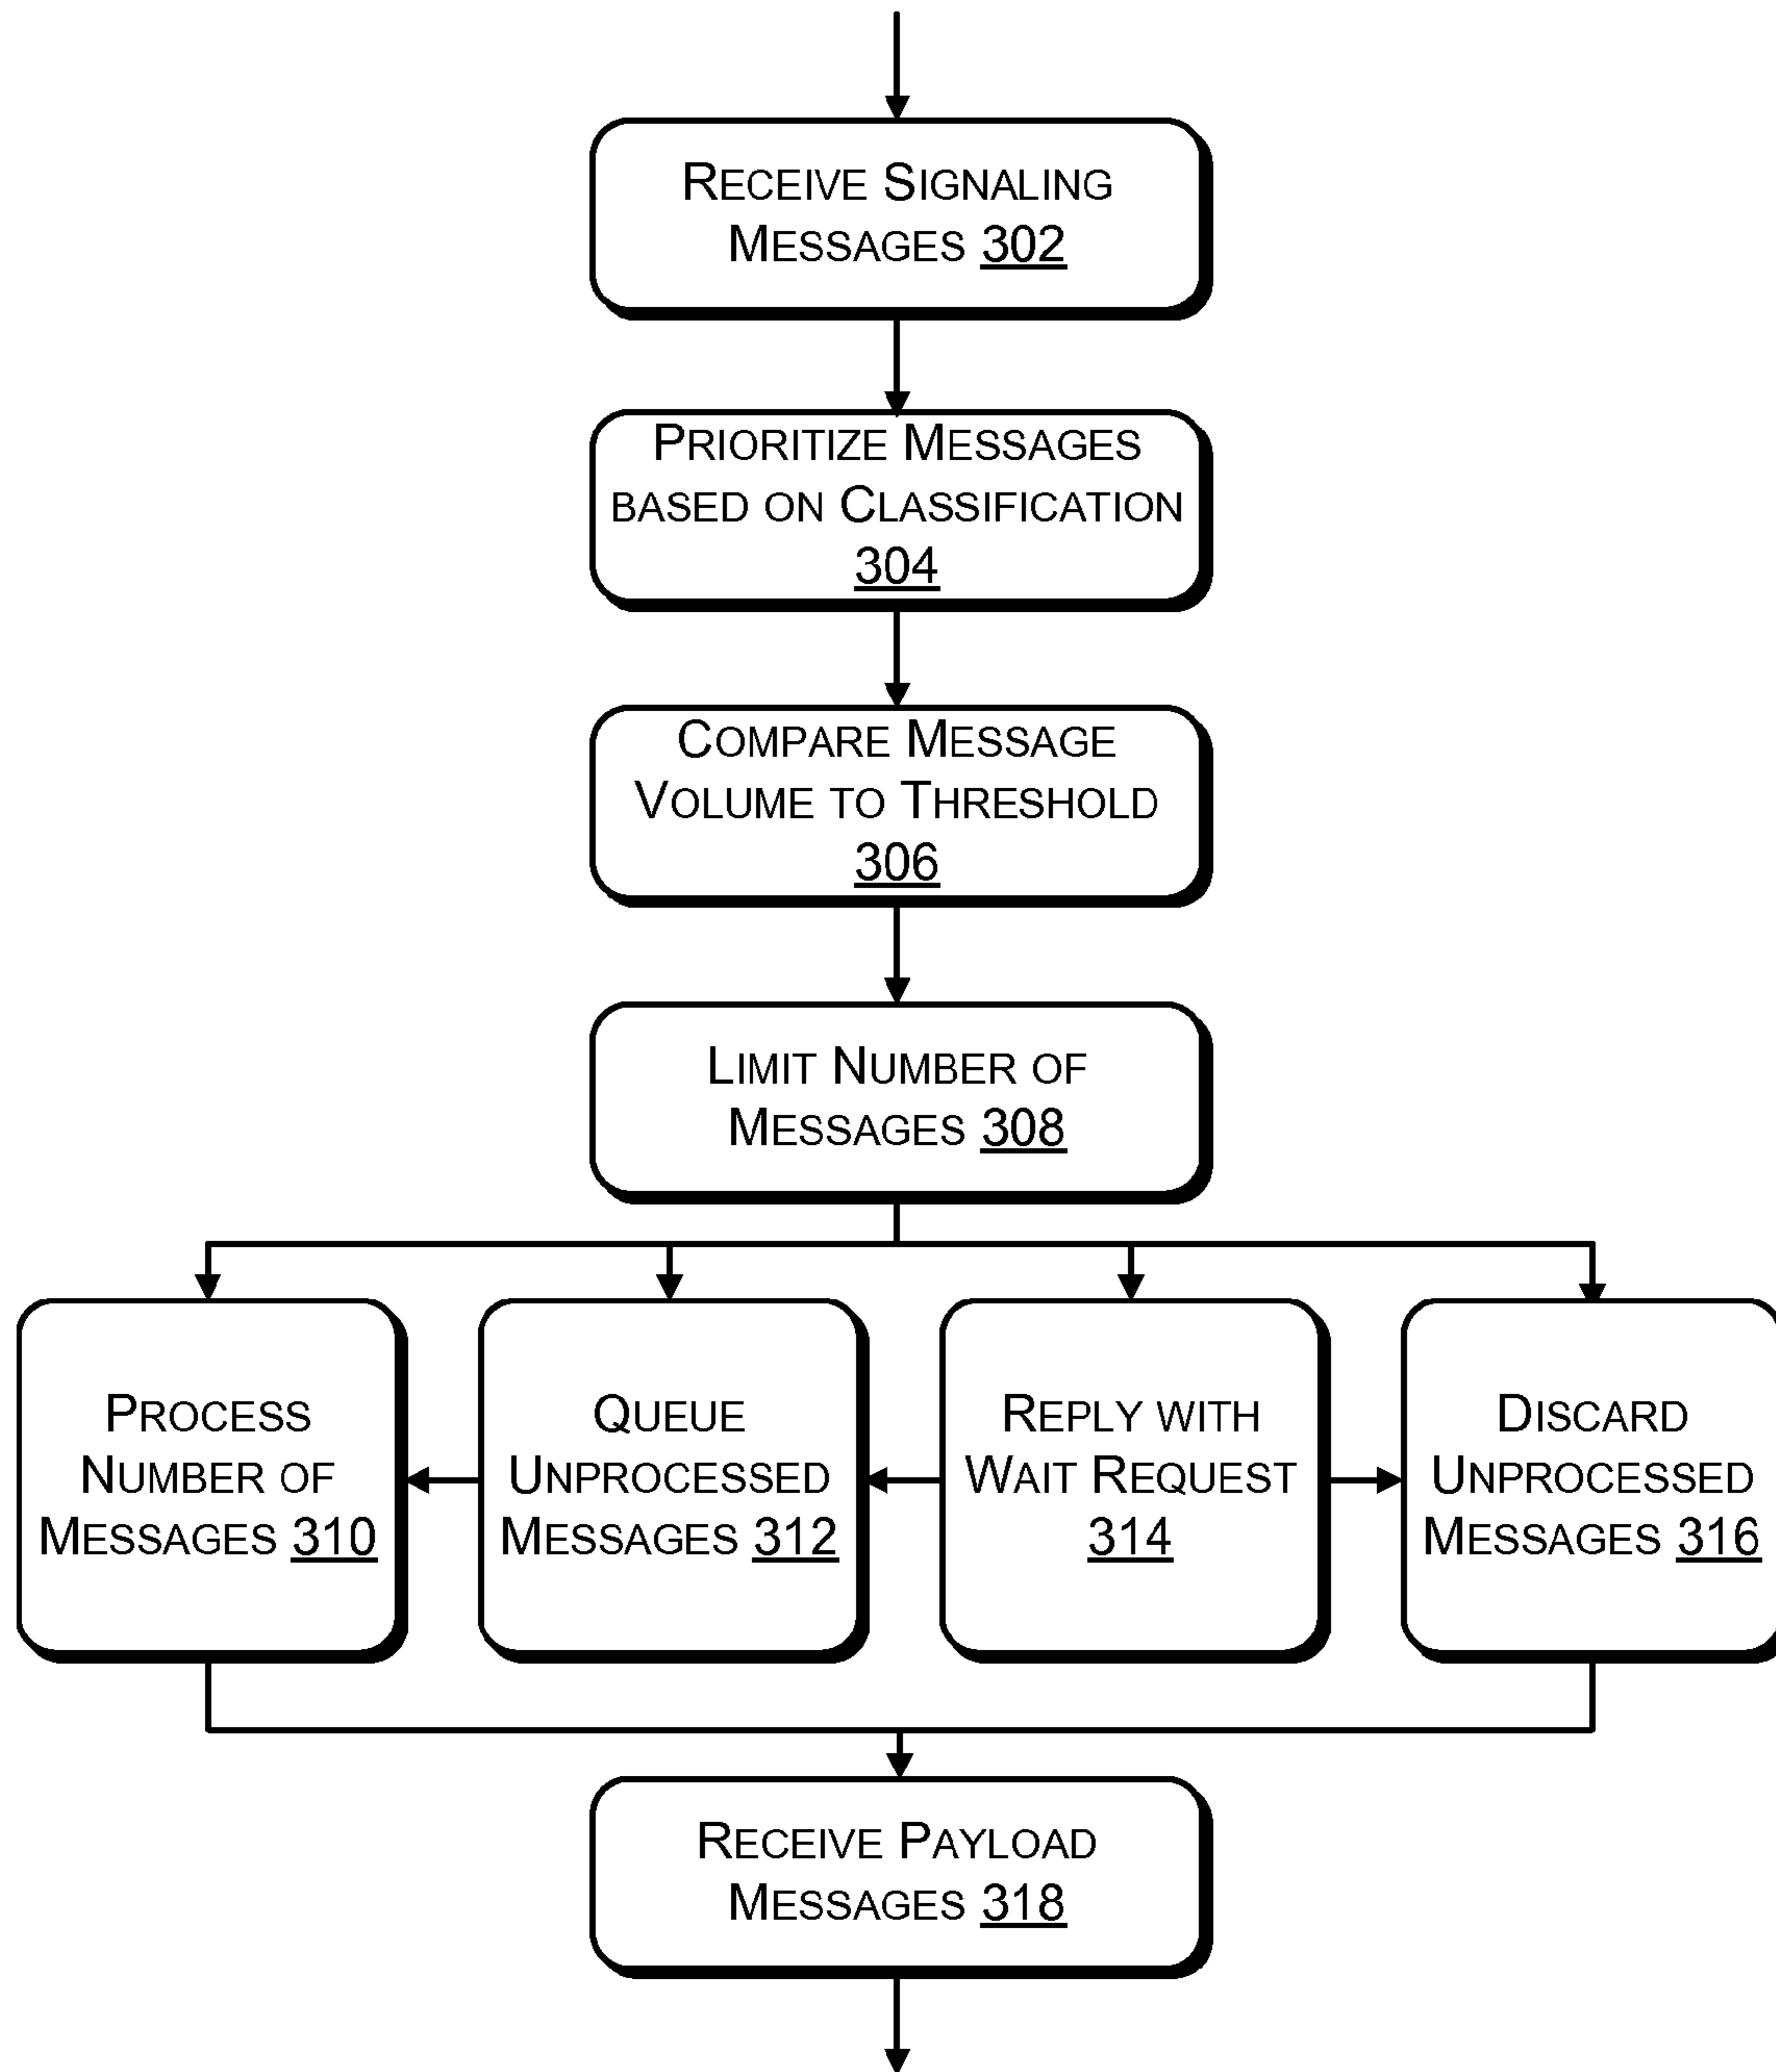 RECEIVE SIGNALING
MESSAGES 302
PRIORITIZE MESSAGES
BASED ON CLASSIFICATION
304
COMPARE MESSAGE
VOLUME TO THRESHOLD
306
LIMIT NUMBER OF
MESSAGES 308
PROCESS
NUMBER OF
MESSAGES 310
QUEUE
UNPROCESSED
MESSAGES 312
REPLY WITH
WAIT REQUEST
314
DISCARD
UNPROCESSED
MESSAGES 316
RECEIVE PAYLOAD
MESSAGES 318